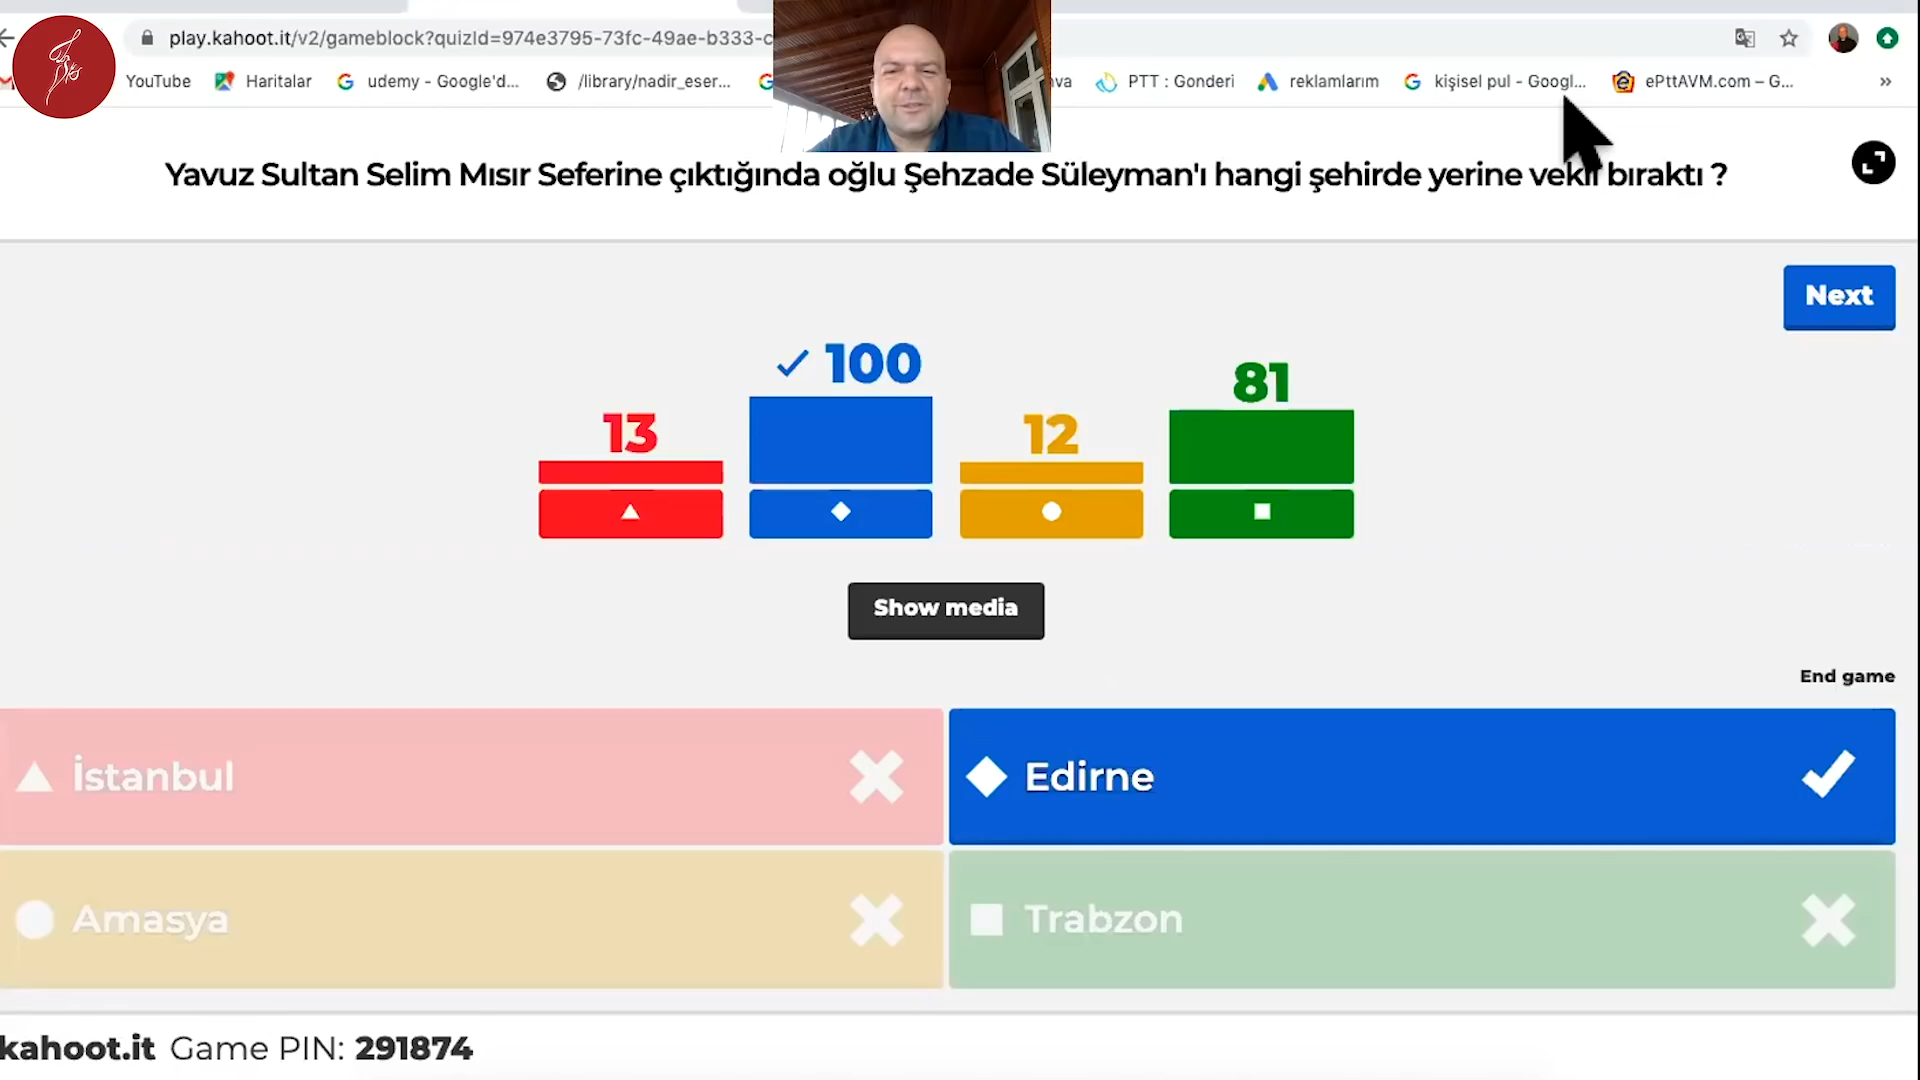 play.kahoot.it/v2/gameblock?quizId=974e3795-73fc-49ae-b333-c
YouTube Haritalar udemy - Google'd... /library/nadir_eser... PTT : Gonderi reklamlarım kişisel pul - Googl... ePttAVM.com – G... »
Yavuz Sultan Selim Mısır Seferine çıktığında oğlu Şehzade Süleyman'ı hangi şehirde yerine vekil bıraktı ?
Next
13
100
12
81
Show media
End game
İstanbul
Edirne
Amasya
Trabzon
kahoot.it Game PIN: 291874